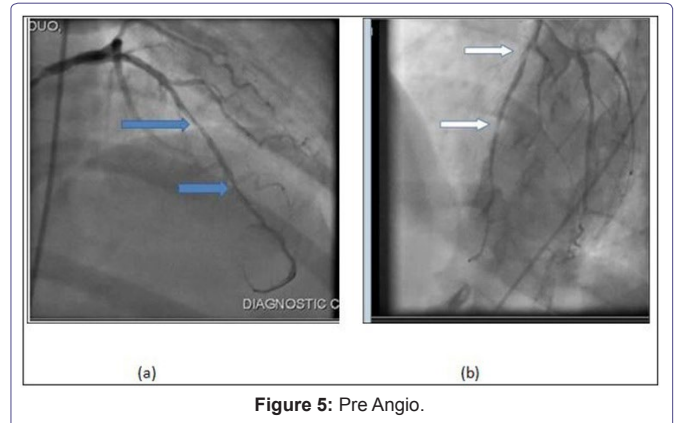 DUO,
DIAGNOSTIC C
(a)
(b)
Figure 5: Pre Angio.